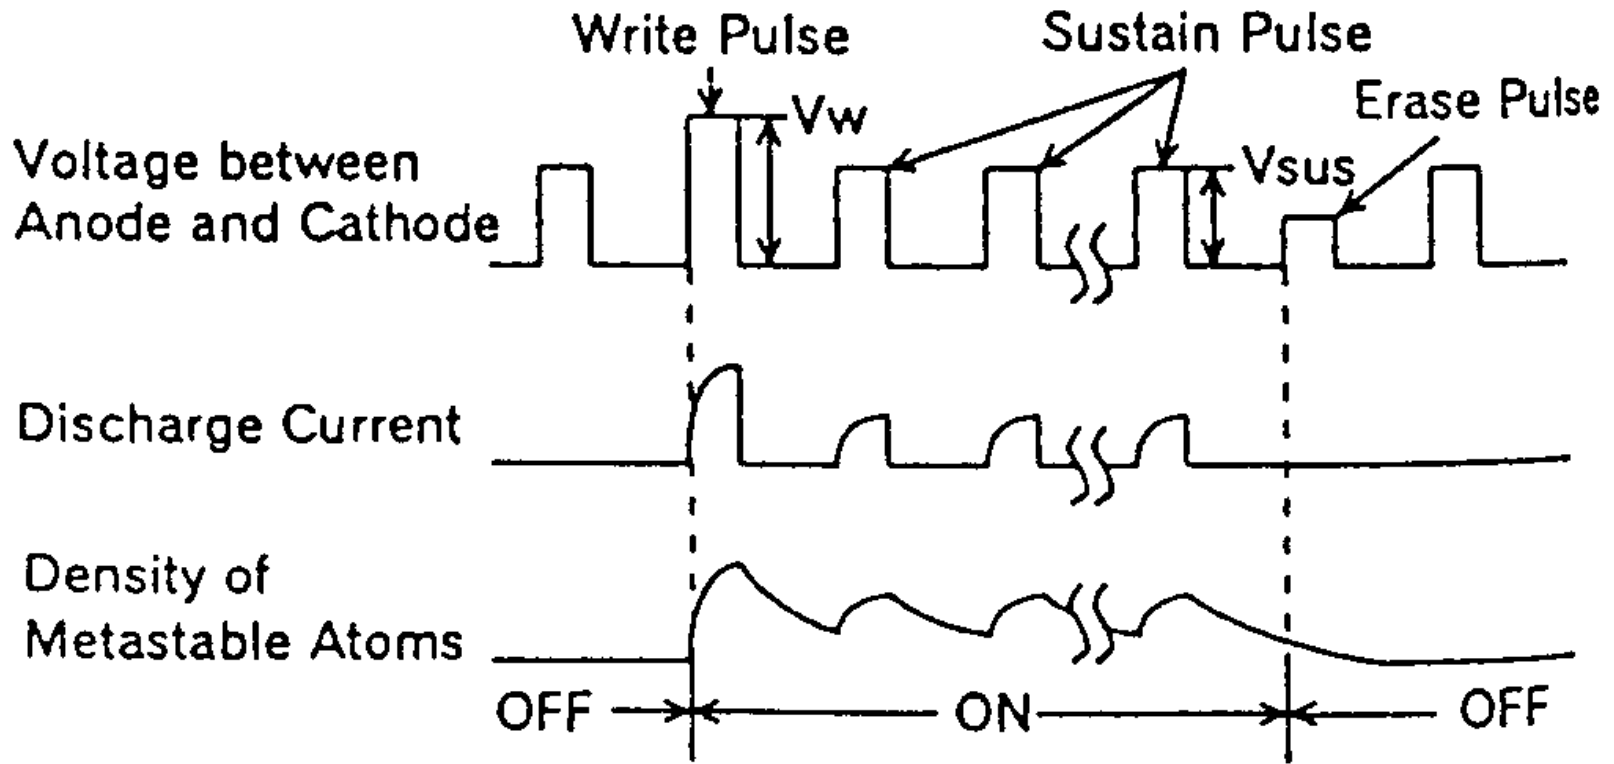 Write Pulse
Sustain Pulse
Erase Pulse
Vw
Vsus
Voltage between
Anode and Cathode
Discharge Current
Density of
Metastable Atoms
OFF
ON
OFF